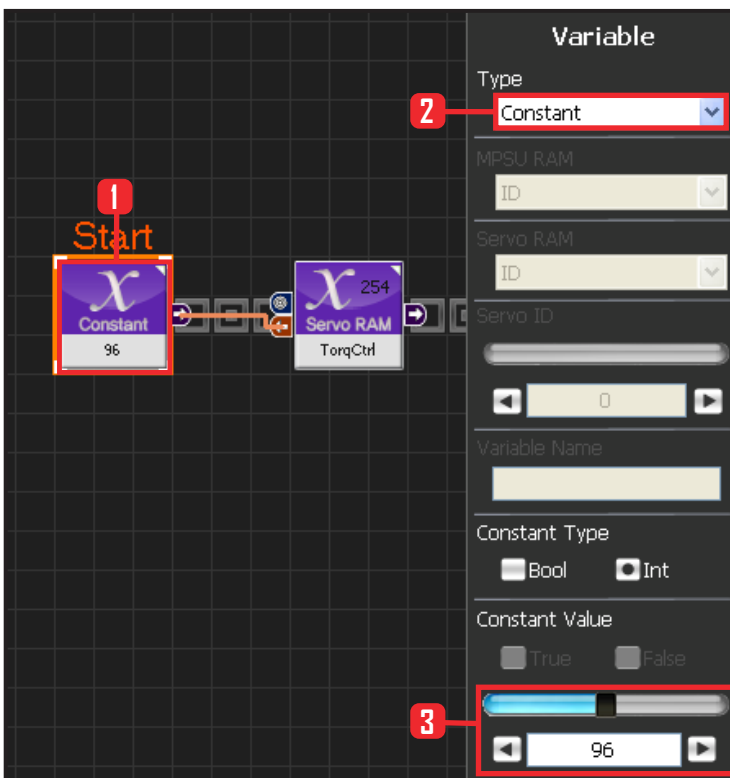 Variable
Type
2
Constant
MPSU RAM
ID
1
Start
Servo RAM
ID
X
Constant
96
X 254
Servo RAM
TorqCtrl
Servo ID
0
Variable Name
Constant Type
Bool Int
Constant Value
True False
3
96